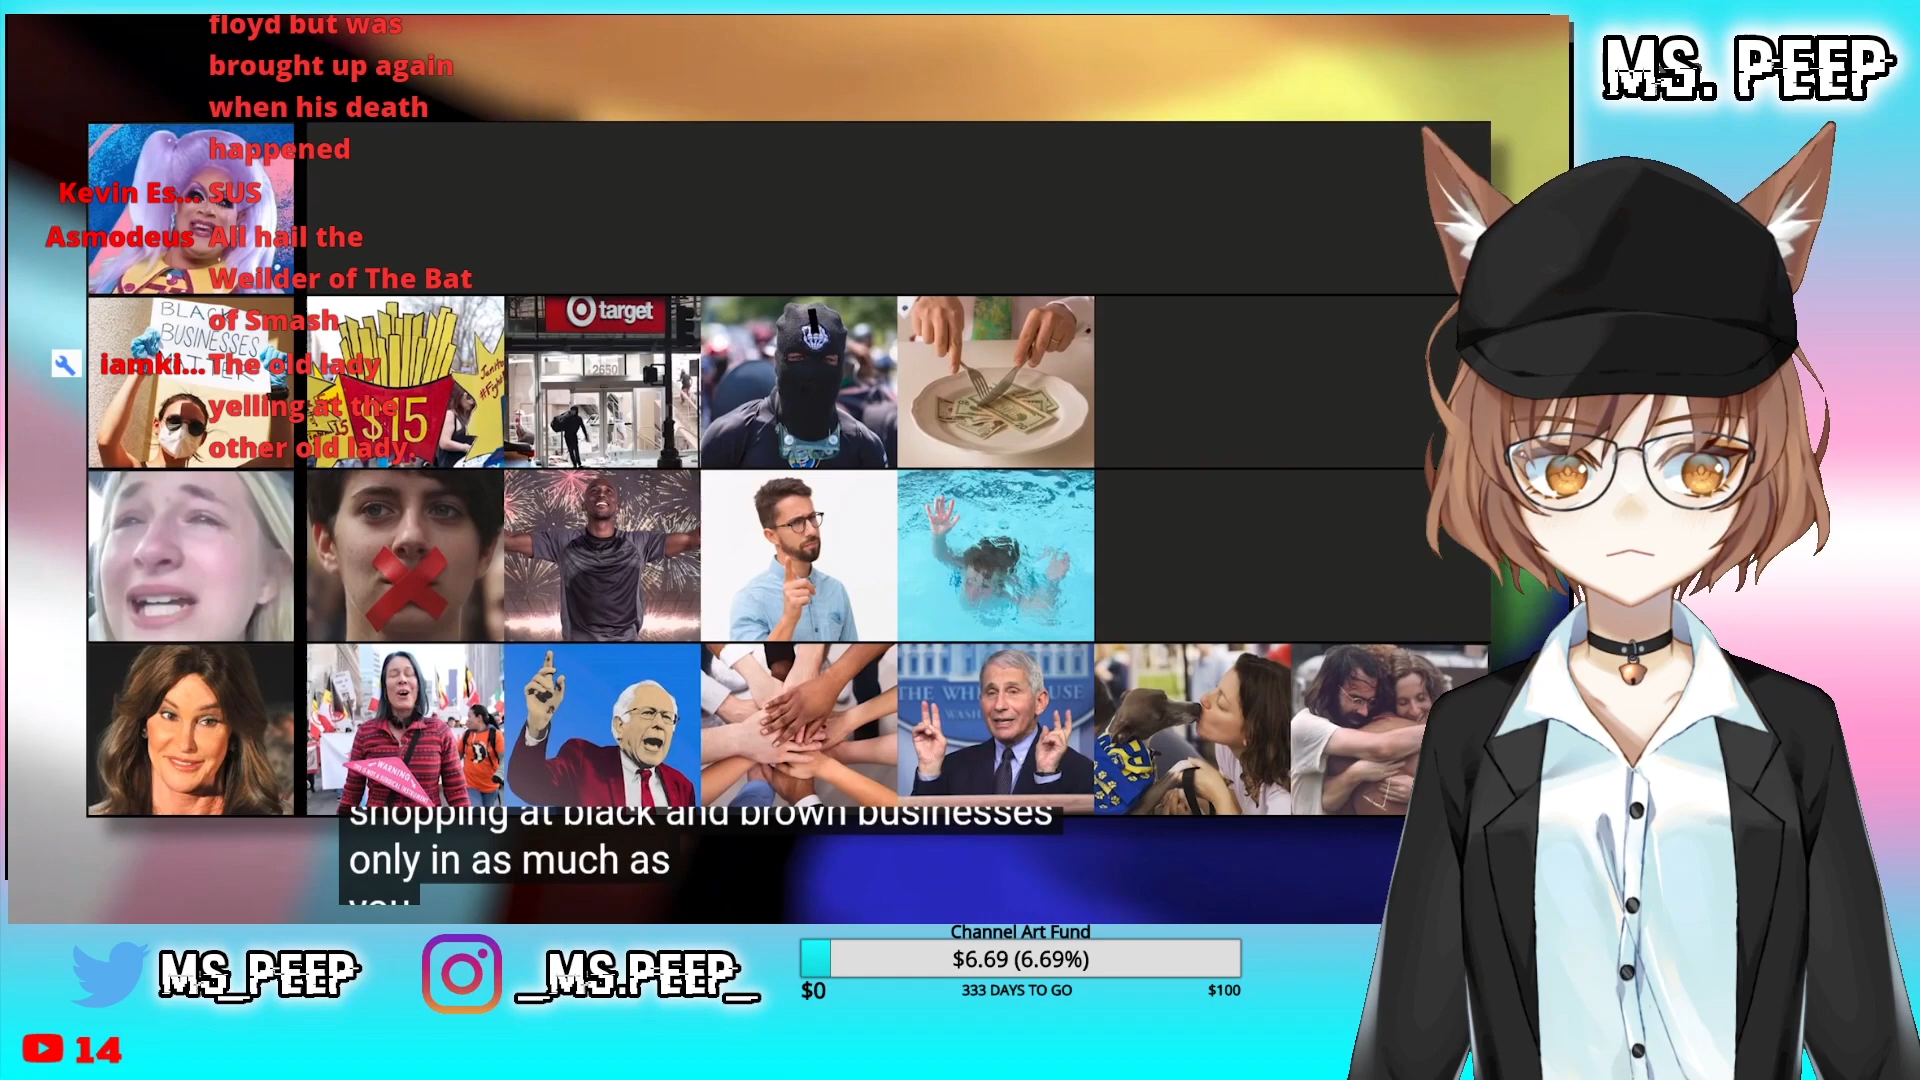 floyd but was
brought up again
when his death
happened
Kevin Es... SUS
Asmodeus All hail the
Weilder of The Bat
of Smash
iamki... The old lady
yelling at the
other old lady.
MS. PEEP
BLACK
BUSINESSES
target
2650
$15
THE WHITE HOUSE
WARNING
shopping at black and brown businesses
only in as much as
you
MS_PEEP
_MS.PEEP_
Channel Art Fund
$6.69 (6.69%)
$0
333 DAYS TO GO
$100
14